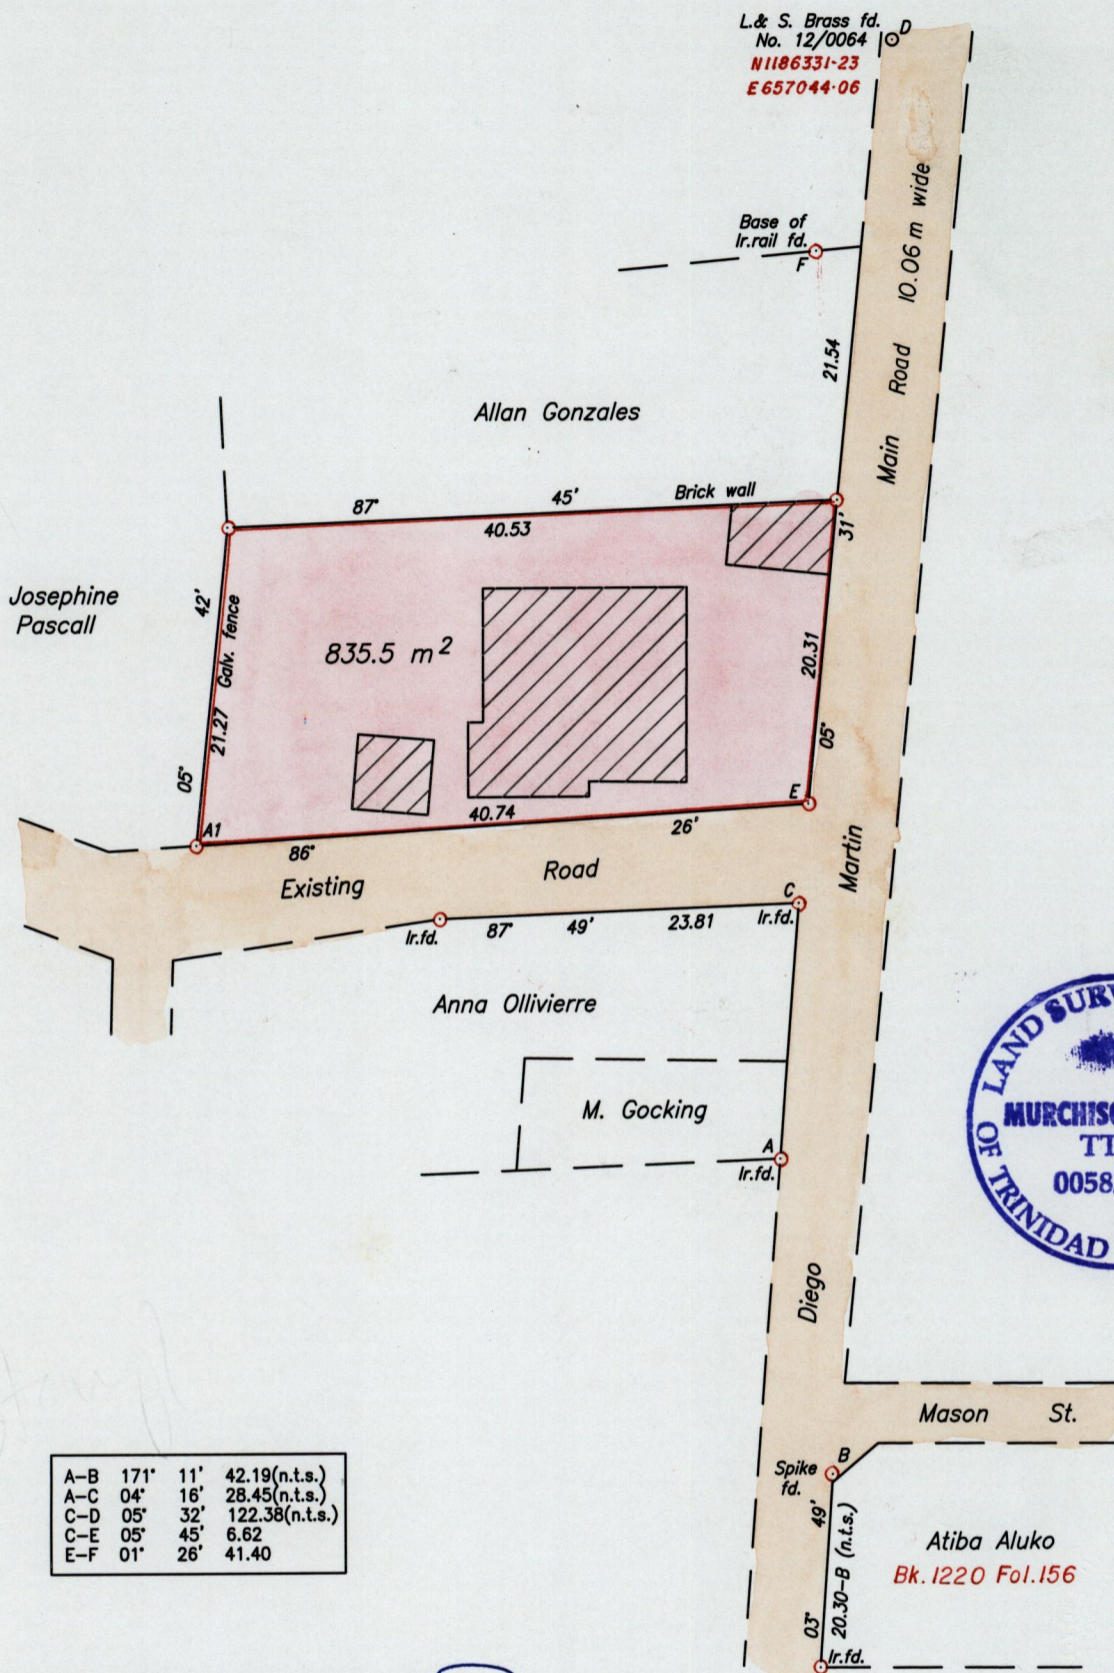 L.& S. Brass fd.
No. 12/0064
D
N1186331·23
E657044·06
Base of
Ir.rail fd.
F
Main Road 10.06 m wide
21.54
Allan Gonzales
87° 45' Brick wall
40.53
31'
Josephine
Pascall
42'
Galv. fence
21.27
05°
835.5 m²
20.31
05°
E
40.74
26'
A1
86°
Existing Road
Martin
C
Ir.fd.
Ir.fd.
87° 49' 23.81
Anna Ollivierre
M. Gocking
A
Ir.fd.
LAND SURV
MURCHISO
TT
0058
OF TRINIDAD
Diego
Mason St.
B
Spike
fd.
49'
20.30-B (n.t.s.)
03°
Ir.fd.
Atiba Aluko
Bk.1220 Fol.156
A-B 171° 11' 42.19(n.t.s.)
A-C 04° 16' 28.45(n.t.s.)
C-D 05° 32' 122.38(n.t.s.)
C-E 05° 45' 6.62
E-F 01° 26' 41.40